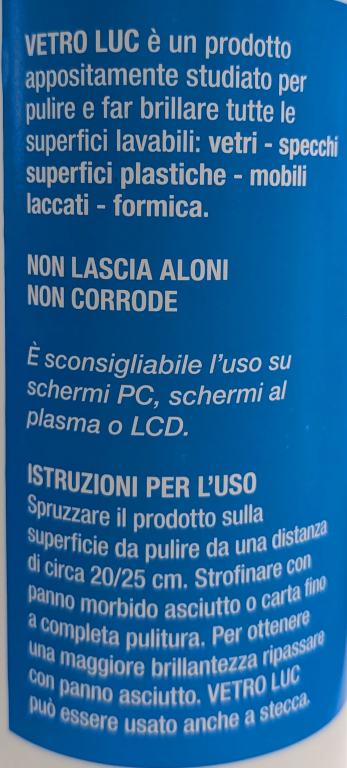 VETRO LUC è un prodotto
appositamente studiato per
pulire e far brillare tutte le
superfici lavabili: vetri - specchi
superfici plastiche - mobili
laccati - formica.
NON LASCIA ALONI
NON CORRODE
È sconsigliabile l'uso su
schermi PC, schermi al
plasma o LCD.
ISTRUZIONI PER L'USO
Spruzzare il prodotto sulla
superficie da pulire da una distanza
di circa 20/25 cm. Strofinare con
panno morbido asciutto o carta fino
a completa pulitura. Per ottenere
una maggiore brillantezza ripassare
con panno asciutto. VETRO LUC
può essere usato anche a stecca.